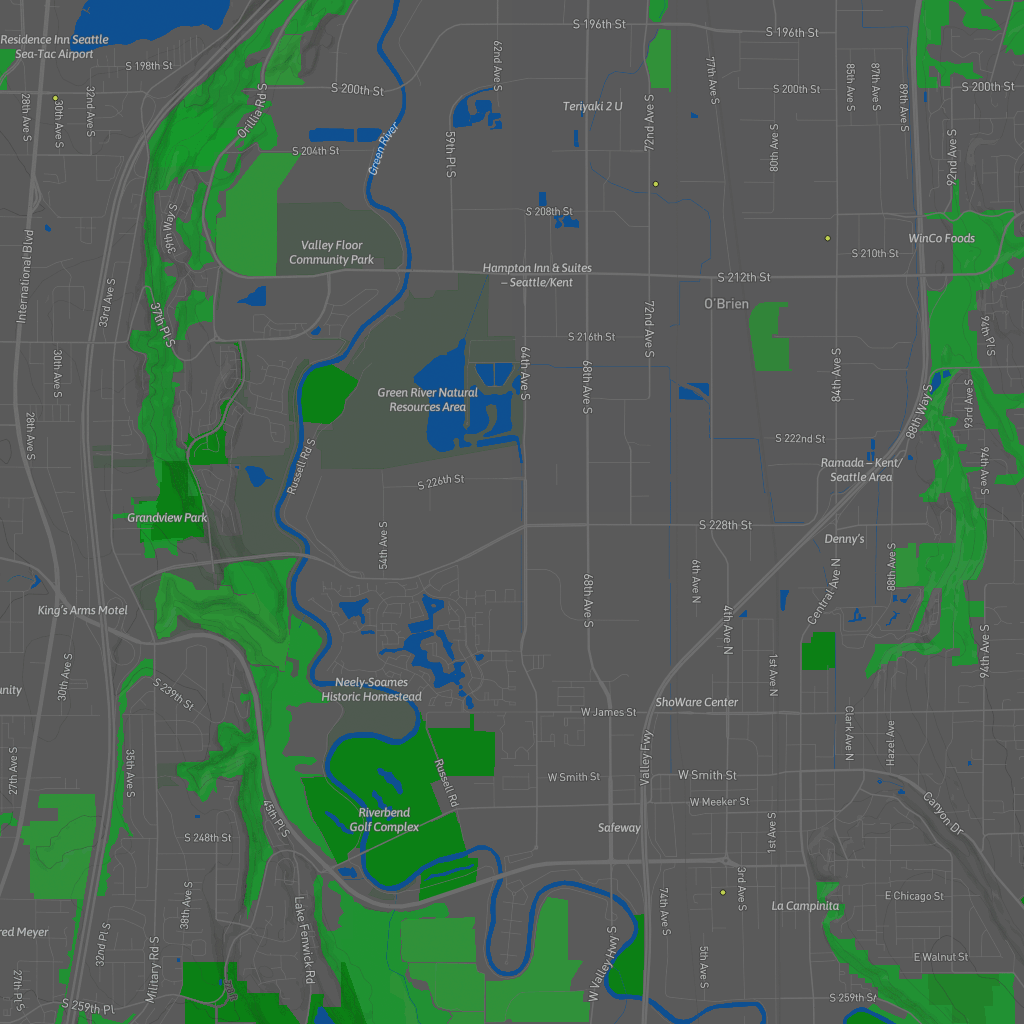 S 196th St
S 196th St
Residence Inn Seattle
Sea-Tac Airport
S 198th St
62nd Ave S
77th Ave S
85th Ave S
87th Ave S
89th Ave S
S 200th St
S 200th St
S 200th St
28th Ave S
30th Ave S
32nd Ave S
Orillia Rd S
Teriyaki 2 U
72nd Ave S
Green River
59th Pl S
S 204th St
80th Ave S
92nd Ave S
39th Way S
S 208th St
Valley Floor
Community Park
WinCo Foods
S 210th St
International Blvd
33rd Ave S
Hampton Inn & Suites
– Seattle/Kent
S 212th St
O'Brien
37th Pl S
72nd Ave S
S 216th St
94th Pl S
30th Ave S
64th Ave S
68th Ave S
84th Ave S
Green River Natural
Resources Area
88th Way S
93rd Ave S
28th Ave S
S 222nd St
Russell Rd S
Ramada – Kent/
Seattle Area
94th Ave S
S 226th St
Grandview Park
S 228th St
54th Ave S
Denny's
88th Ave S
6th Ave N
68th Ave S
Central Ave N
King's Arms Motel
4th Ave N
94th Ave S
30th Ave S
1st Ave N
unity
S 239th St
Neely-Soames
Historic Homestead
ShoWare Center
W James St
Clark Ave N
Hazel Ave
27th Ave S
35th Ave S
Valley Fwy
Russell Rd
W Smith St
W Smith St
W Meeker St
Canyon Dr
45th Pl S
Riverbend
Golf Complex
Safeway
1st Ave S
S 248th St
38th Ave S
3rd Ave S
E Chicago St
74th Ave S
La Campinita
Lake Fenwick Rd
red Meyer
32nd Pl S
Military Rd S
W Valley Hwy S
5th Ave S
E Walnut St
27th Pl S
S 259th Pl
S 259th St